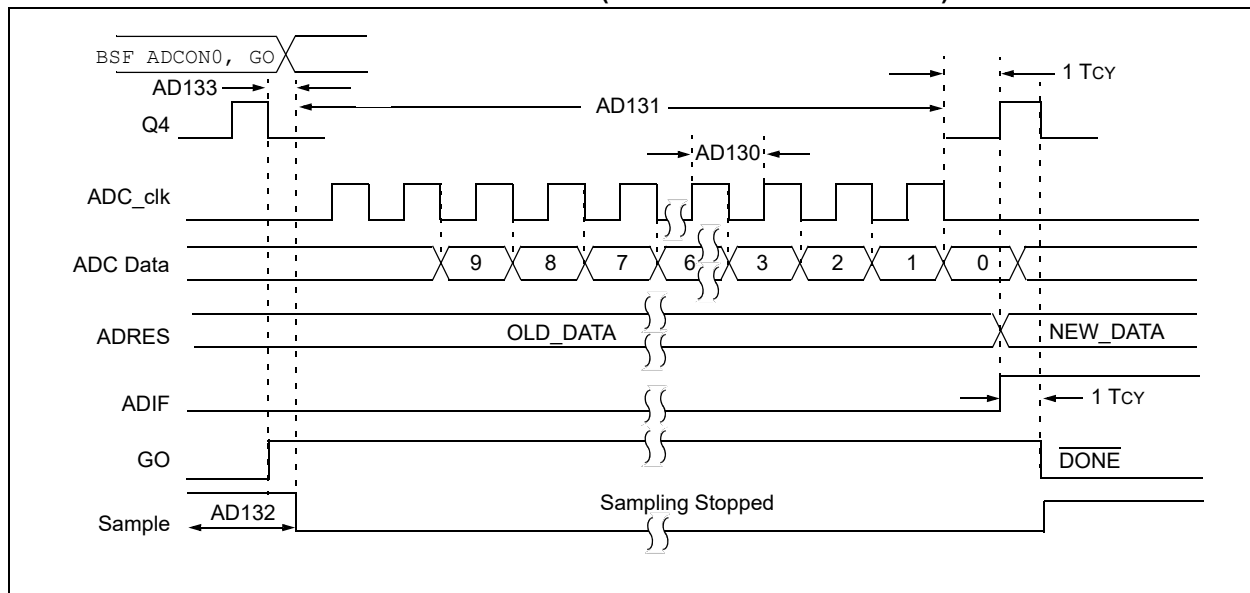 BSF ADCON0, GO
AD133
1 TCY
AD131
Q4
AD130
ADC_clk
ADC Data 9 8 7 6 3 2 1 0
ADRES OLD_DATA NEW_DATA
ADIF 1 TCY
GO DONE
AD132 Sampling Stopped
Sample